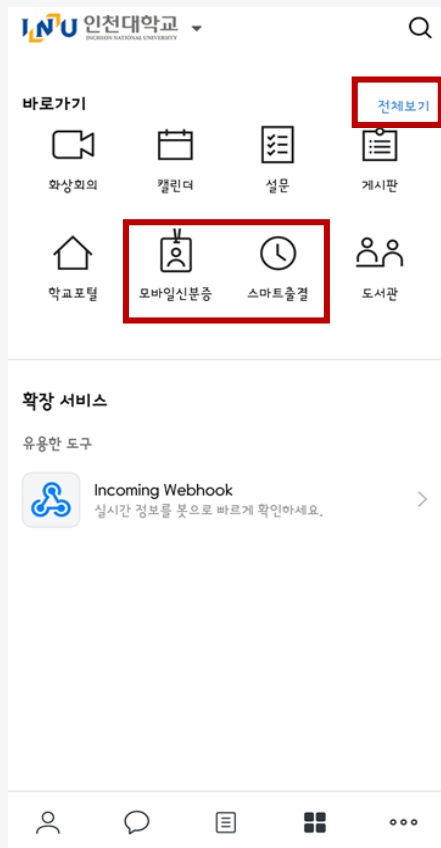 INU 인천대학교
INCHEON NATIONAL UNIVERSITY
바로가기
전체보기
화상회의 캘린더 설문 게시판
학교포털 모바일신분증 스마트출결 도서관
확장 서비스
유용한 도구
Incoming Webhook
실시간 정보를 봇으로 빠르게 확인하세요.